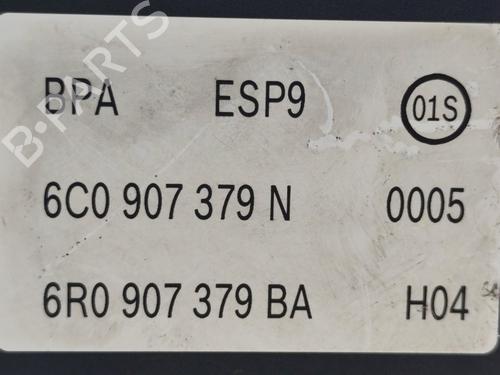 B-PARTS
BPA ESP9 01S
6C0 907 379 N 0005
6R0 907 379 BA H04